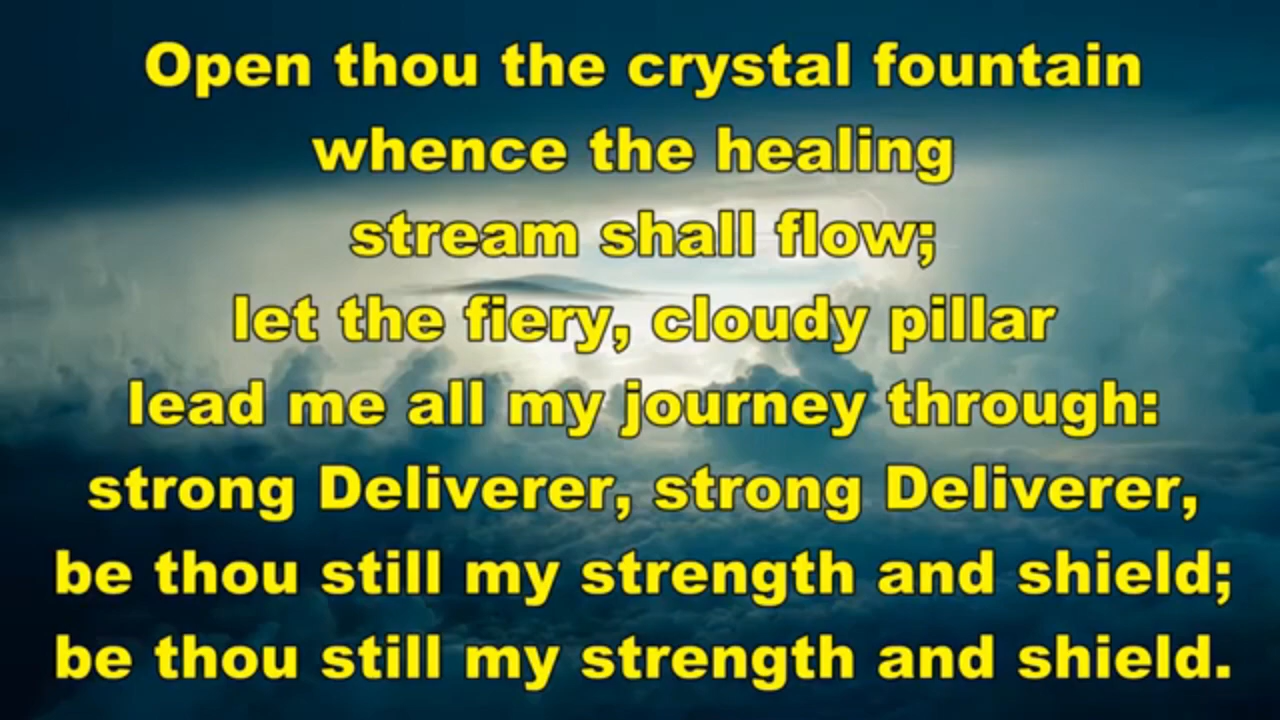 Open thou the crystal fountain
whence the healing
stream shall flow;
let the fiery, cloudy pillar
lead me all my journey through:
strong Deliverer, strong Deliverer,
be thou still my strength and shield;
be thou still my strength and shield.